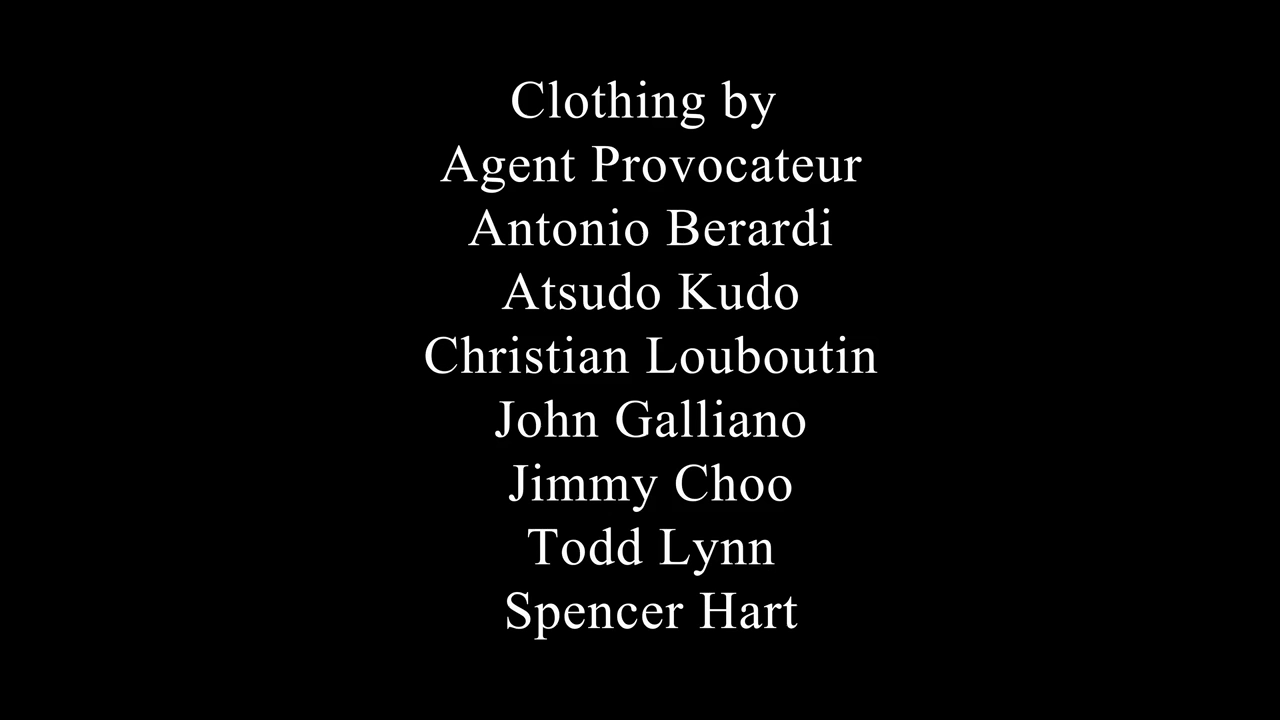 Clothing by
Agent Provocateur
Antonio Berardi
Atsudo Kudo
Christian Louboutin
John Galliano
Jimmy Choo
Todd Lynn
Spencer Hart